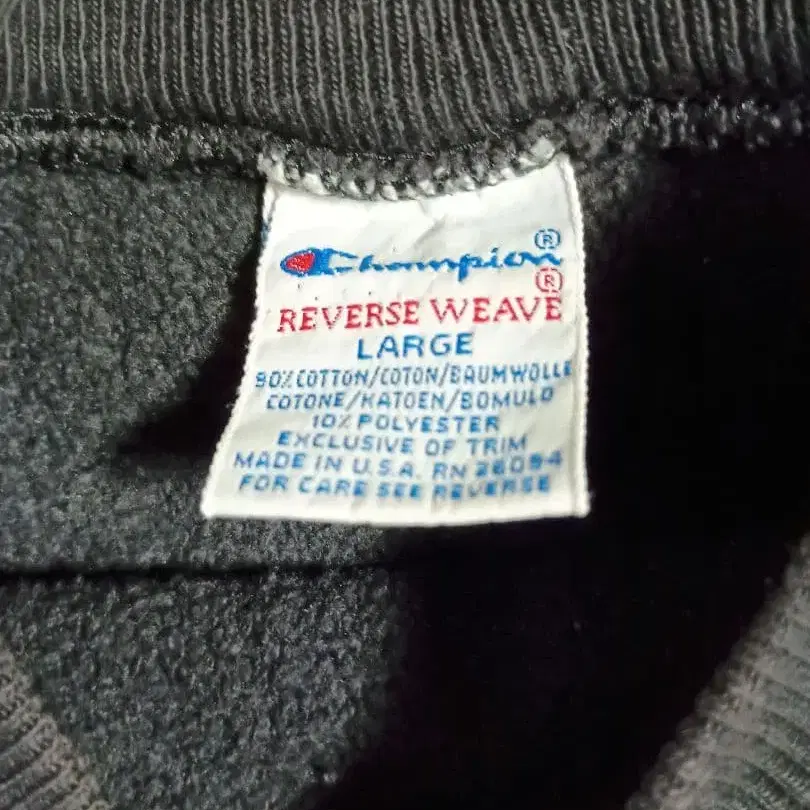 Champion®
®
REVERSE WEAVE
LARGE
90% COTTON/COTON/BAUMWOLLE
COTONE/KATOEN/BOMULD
10% POLYESTER
EXCLUSIVE OF TRIM
MADE IN U.S.A. RN 26094
FOR CARE SEE REVERSE